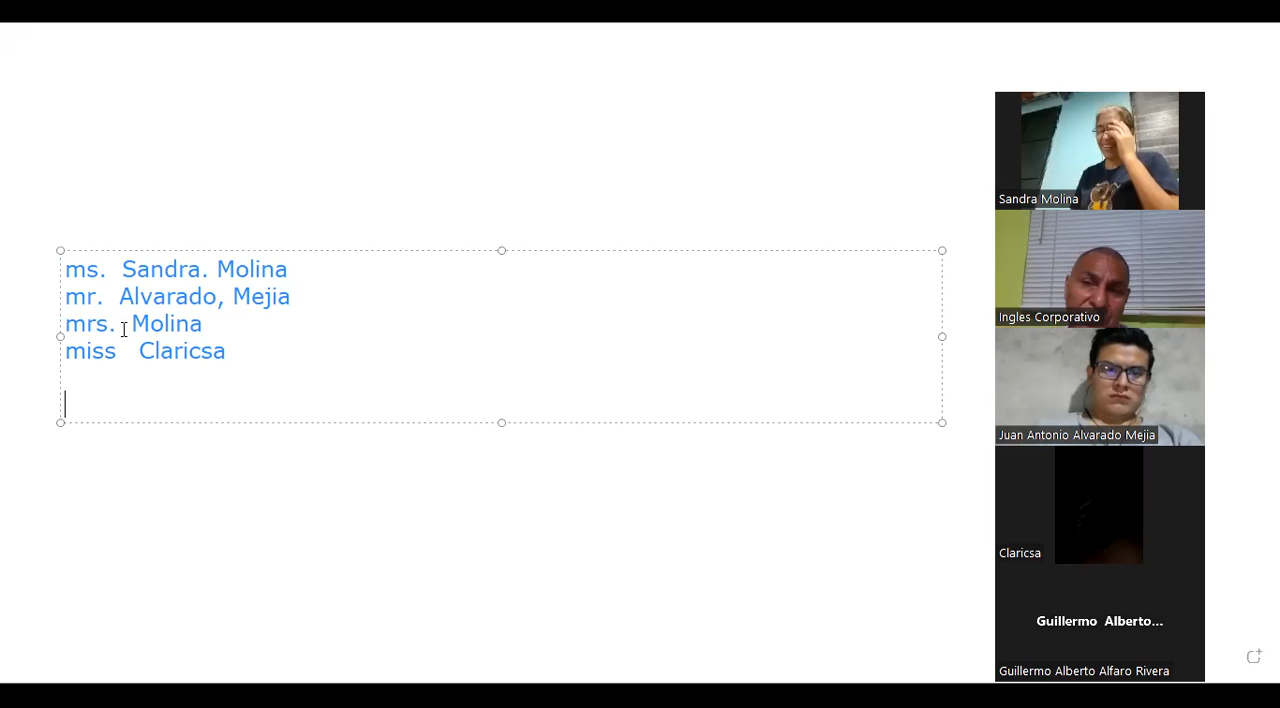 ms. Sandra. Molina
mr. Alvarado, Mejia
mrs. Molina
miss Claricsa
Sandra Molina
Ingles Corporativo
Juan Antonio Alvarado Mejia
Claricsa
Guillermo Alberto...
Guillermo Alberto Alfaro Rivera